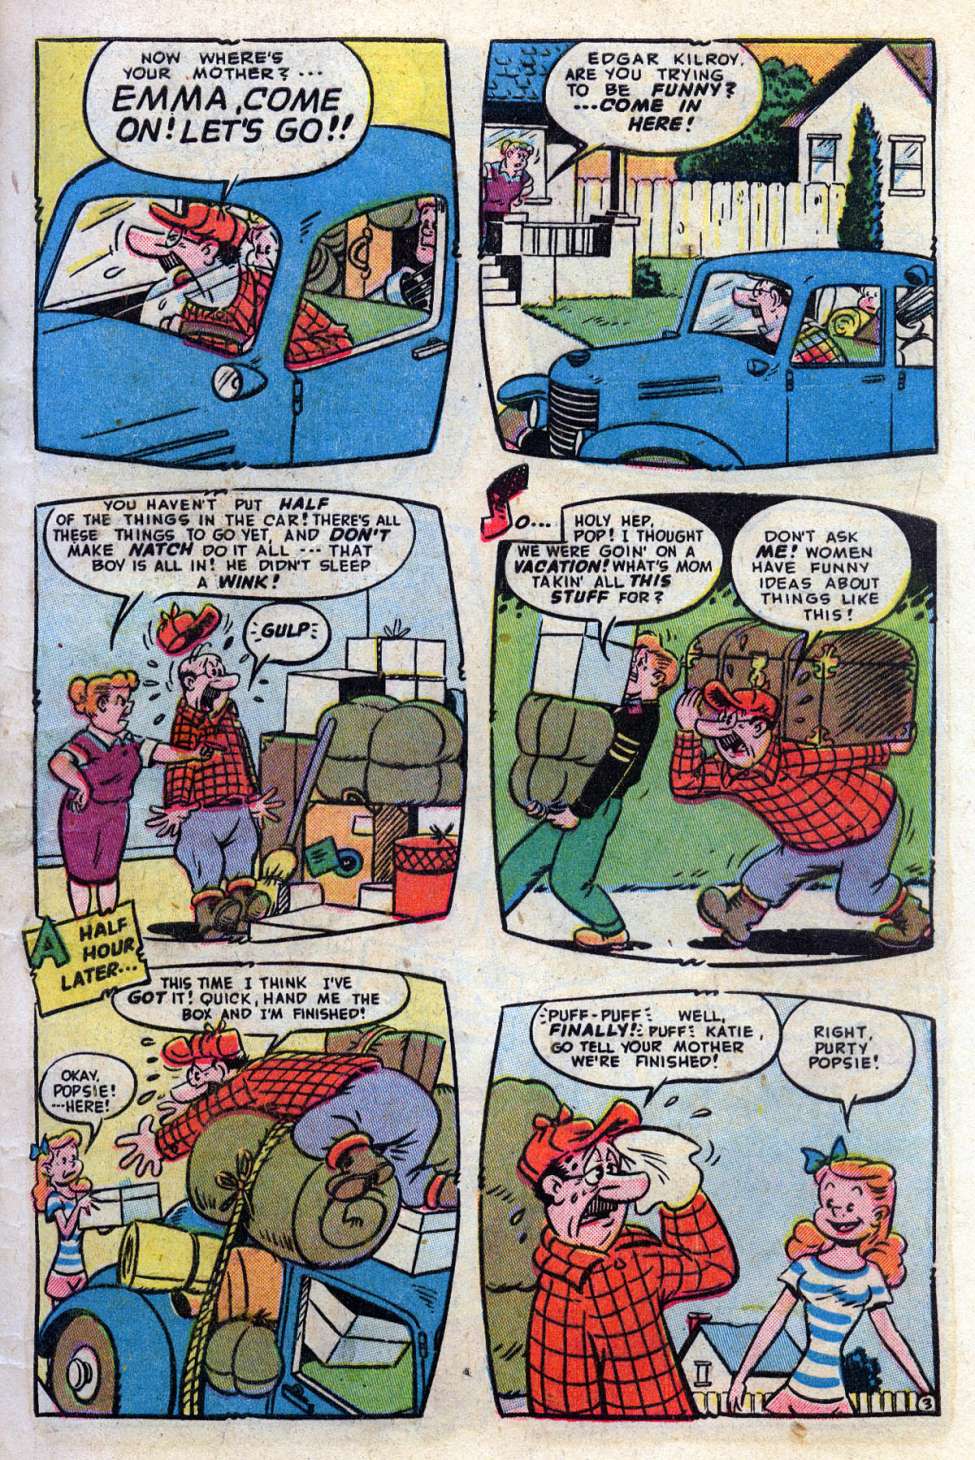 NOW WHERE'S
YOUR MOTHER? ---
EMMA, COME
ON! LET'S GO!!
EDGAR KILROY,
ARE YOU TRYING
TO BE FUNNY?
...COME IN
HERE!
YOU HAVEN'T PUT HALF
OF THE THINGS IN THE CAR! THERE'S ALL
THESE THINGS TO GO YET, AND DON'T
MAKE NATCH DO IT ALL --- THAT
BOY IS ALL IN! HE DIDN'T SLEEP
A WINK!
GULP
SO...
HOLY HEP,
POP! I THOUGHT
WE WERE GOIN' ON A
VACATION! WHAT'S MOM
TAKIN' ALL THIS
STUFF FOR?
DON'T ASK
ME! WOMEN
HAVE FUNNY
IDEAS ABOUT
THINGS LIKE
THIS!
A HALF
HOUR
LATER...
THIS TIME I THINK I'VE
GOT IT! QUICK, HAND ME THE
BOX AND I'M FINISHED!
OKAY,
POPSIE!
---HERE!
PUFF-PUFF WELL,
FINALLY! PUFF KATIE,
GO TELL YOUR MOTHER
WE'RE FINISHED!
RIGHT,
PURTY
POPSIE!
3